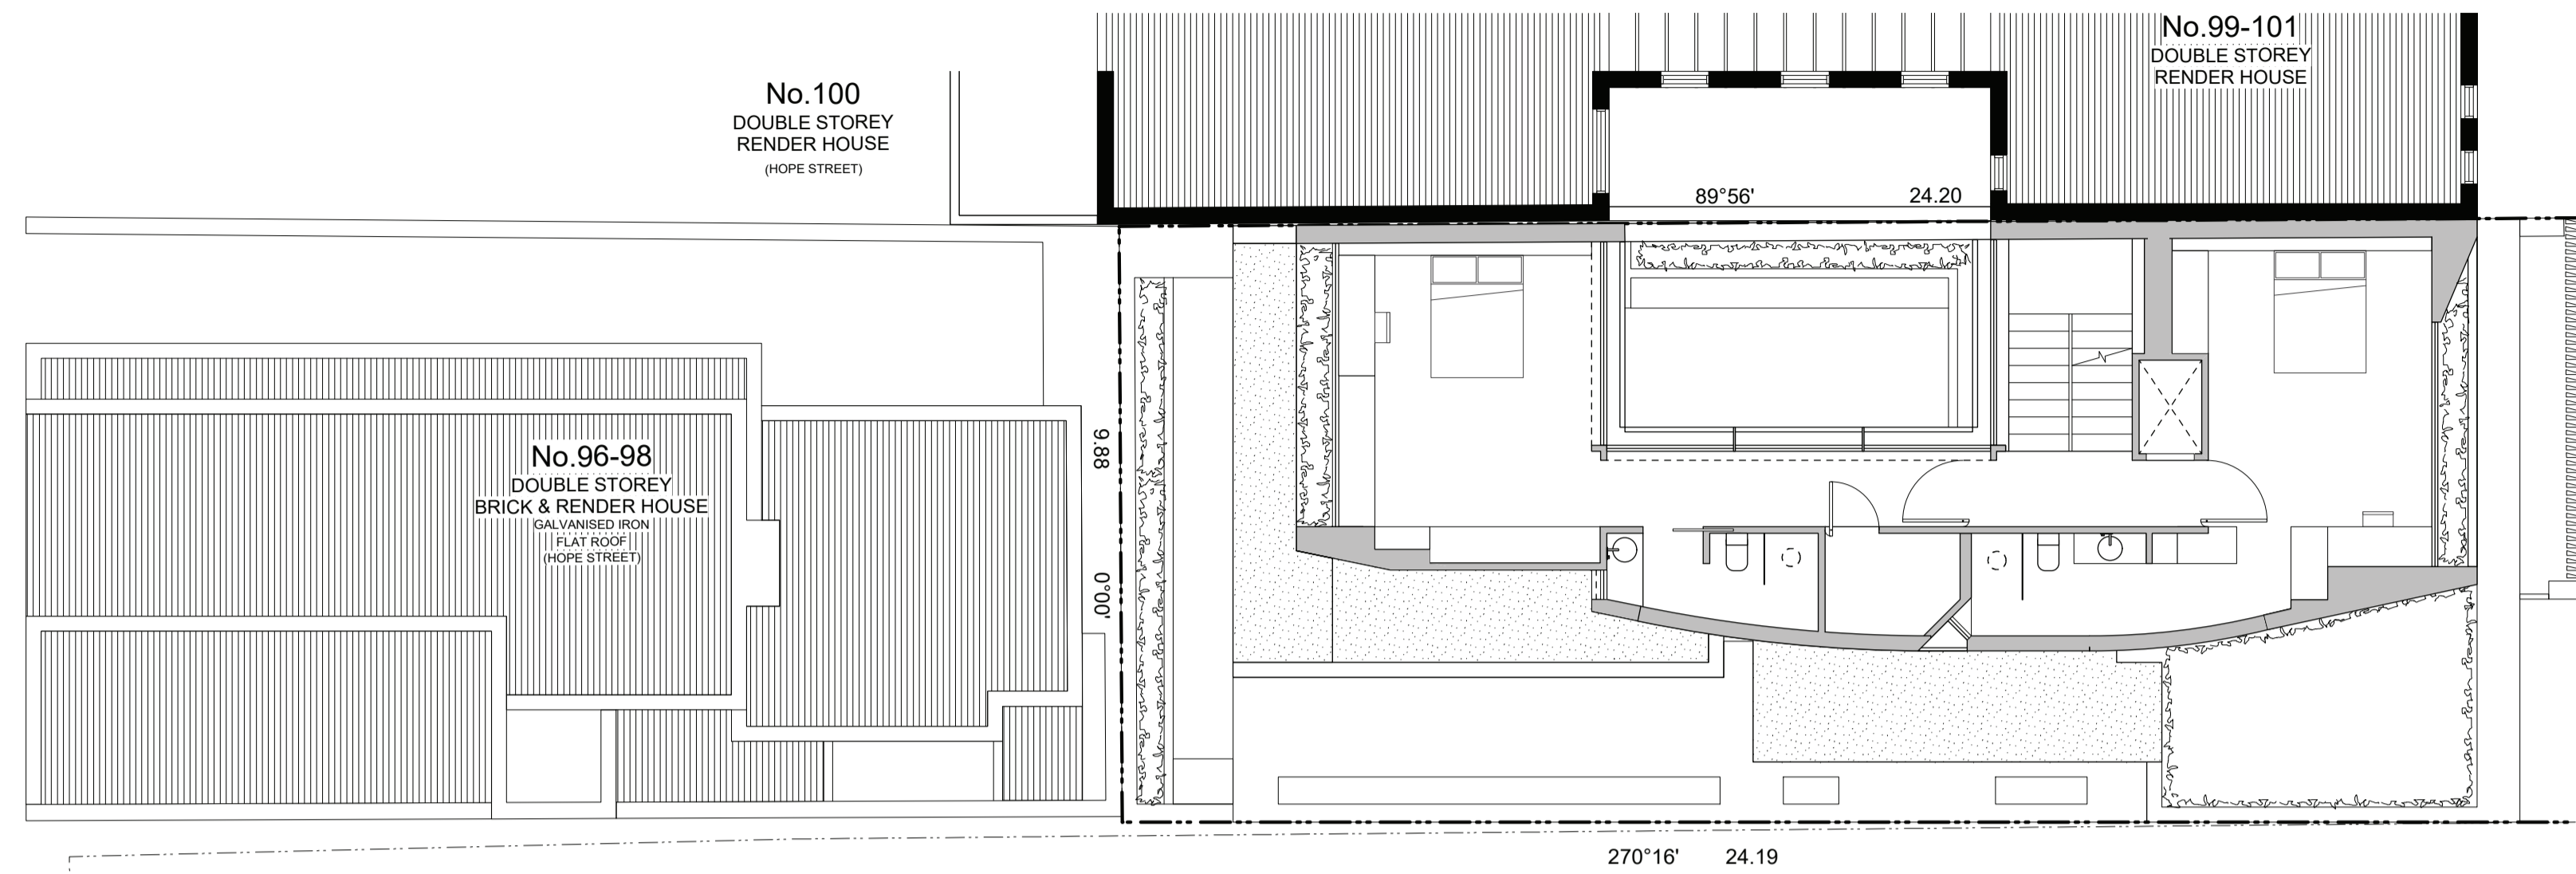 No.100
DOUBLE STOREY
RENDER HOUSE
(HOPE STREET)
No.99-101
DOUBLE STOREY
RENDER HOUSE
89°56' 24.20
No.96-98
DOUBLE STOREY
BRICK & RENDER HOUSE
GALVANISED IRON
FLAT ROOF
(HOPE STREET)
9.88
0°00'
270°16' 24.19